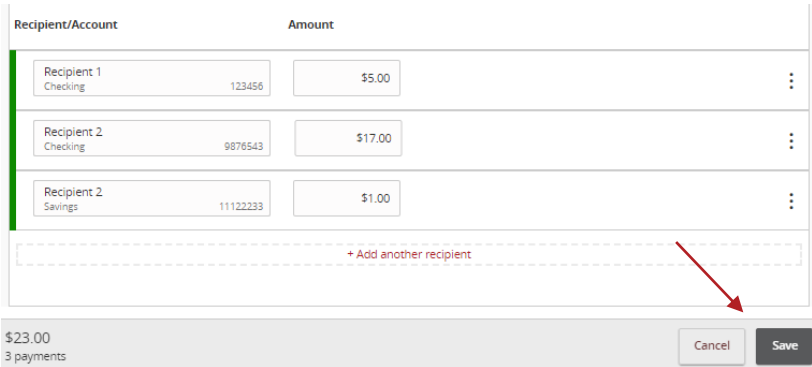 Recipient/Account Amount
Recipient 1
Checking 123456
$5.00
Recipient 2
Checking 9876543
$17.00
Recipient 2
Savings 11122233
$1.00
+ Add another recipient
$23.00
3 payments
Cancel Save